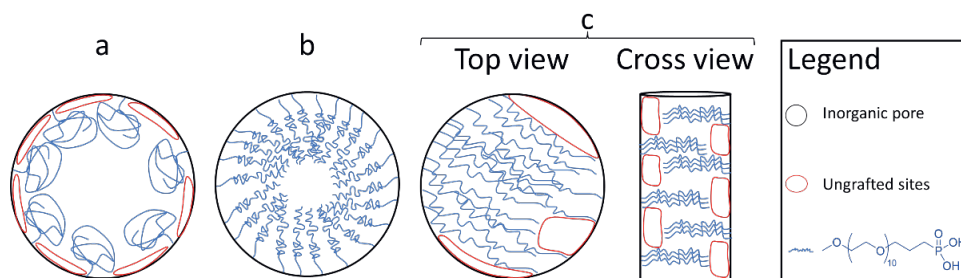 a
b
c
Top view
Cross view
Legend
Inorganic pore
Ungrafted sites
O
O
10
O
P
OH
OH